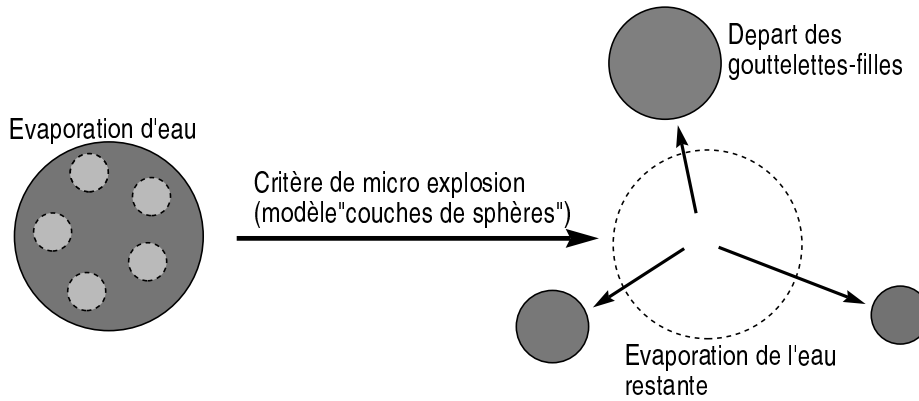 Evaporation d'eau
Critère de micro explosion
(modèle"couches de sphères")
Depart des
gouttelettes-filles
Evaporation de l'eau
restante